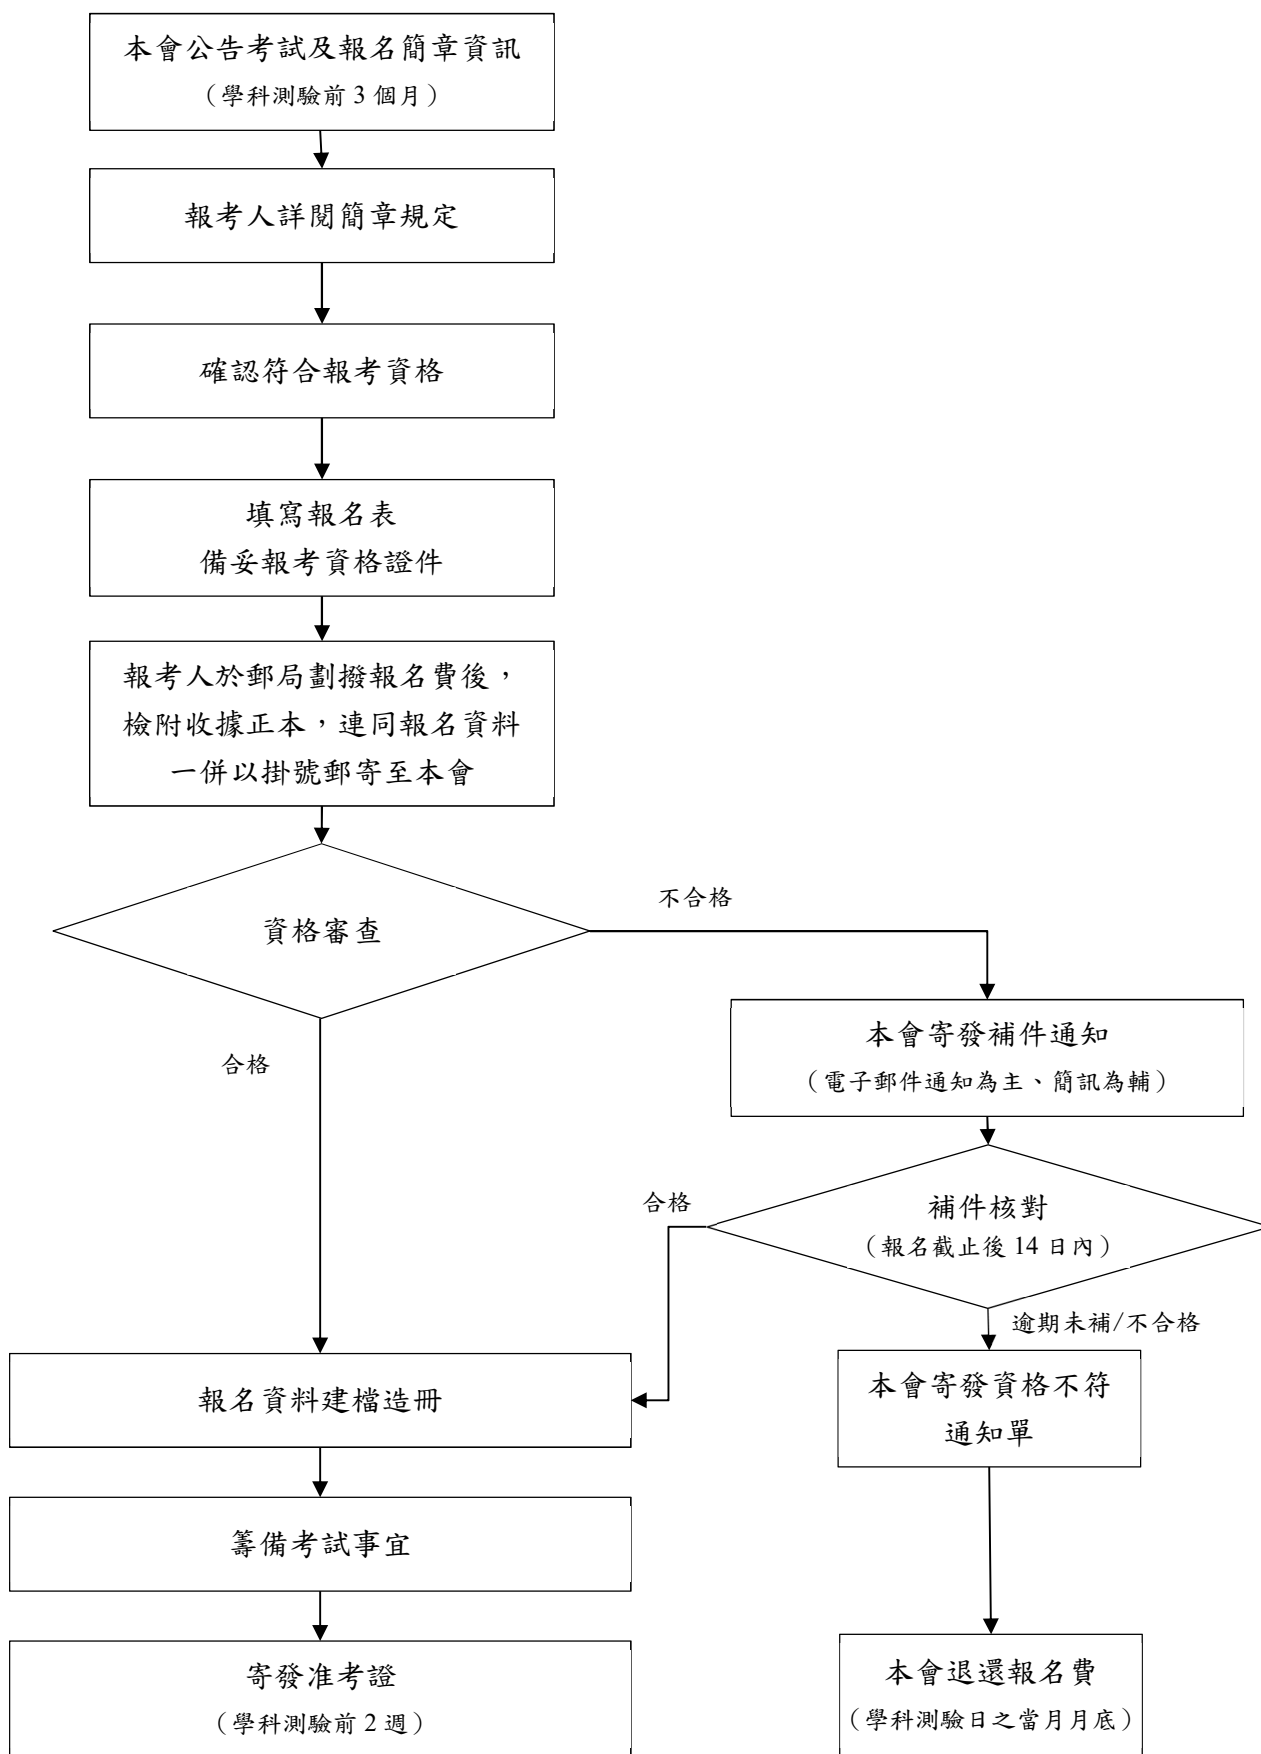 本會公告考試及報名簡章資訊
（學科測驗前 3 個月）
報考人詳閱簡章規定
確認符合報考資格
填寫報名表
備妥報考資格證件
報考人於郵局劃撥報名費後，
檢附收據正本，連同報名資料
一併以掛號郵寄至本會
資格審查
不合格
合格
本會寄發補件通知
（電子郵件通知為主、簡訊為輔）
合格
補件核對
（報名截止後 14 日內）
逾期未補/不合格
報名資料建檔造冊
本會寄發資格不符
通知單
籌備考試事宜
寄發准考證
（學科測驗前 2 週）
本會退還報名費
（學科測驗日之當月月底）